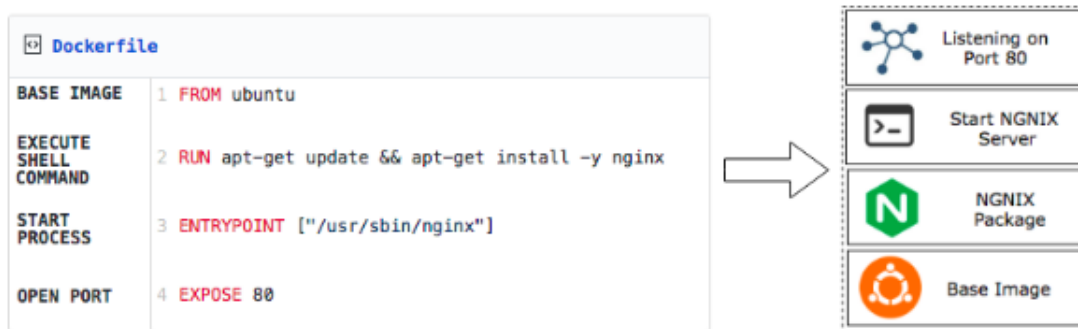 Dockerfile
BASE IMAGE
1 FROM ubuntu
EXECUTE
SHELL
COMMAND
2 RUN apt-get update && apt-get install -y nginx
START
PROCESS
3 ENTRYPOINT ["/usr/sbin/nginx"]
OPEN PORT
4 EXPOSE 80
Listening on
Port 80
>_
Start NGNIX
Server
N
NGNIX
Package
Base Image